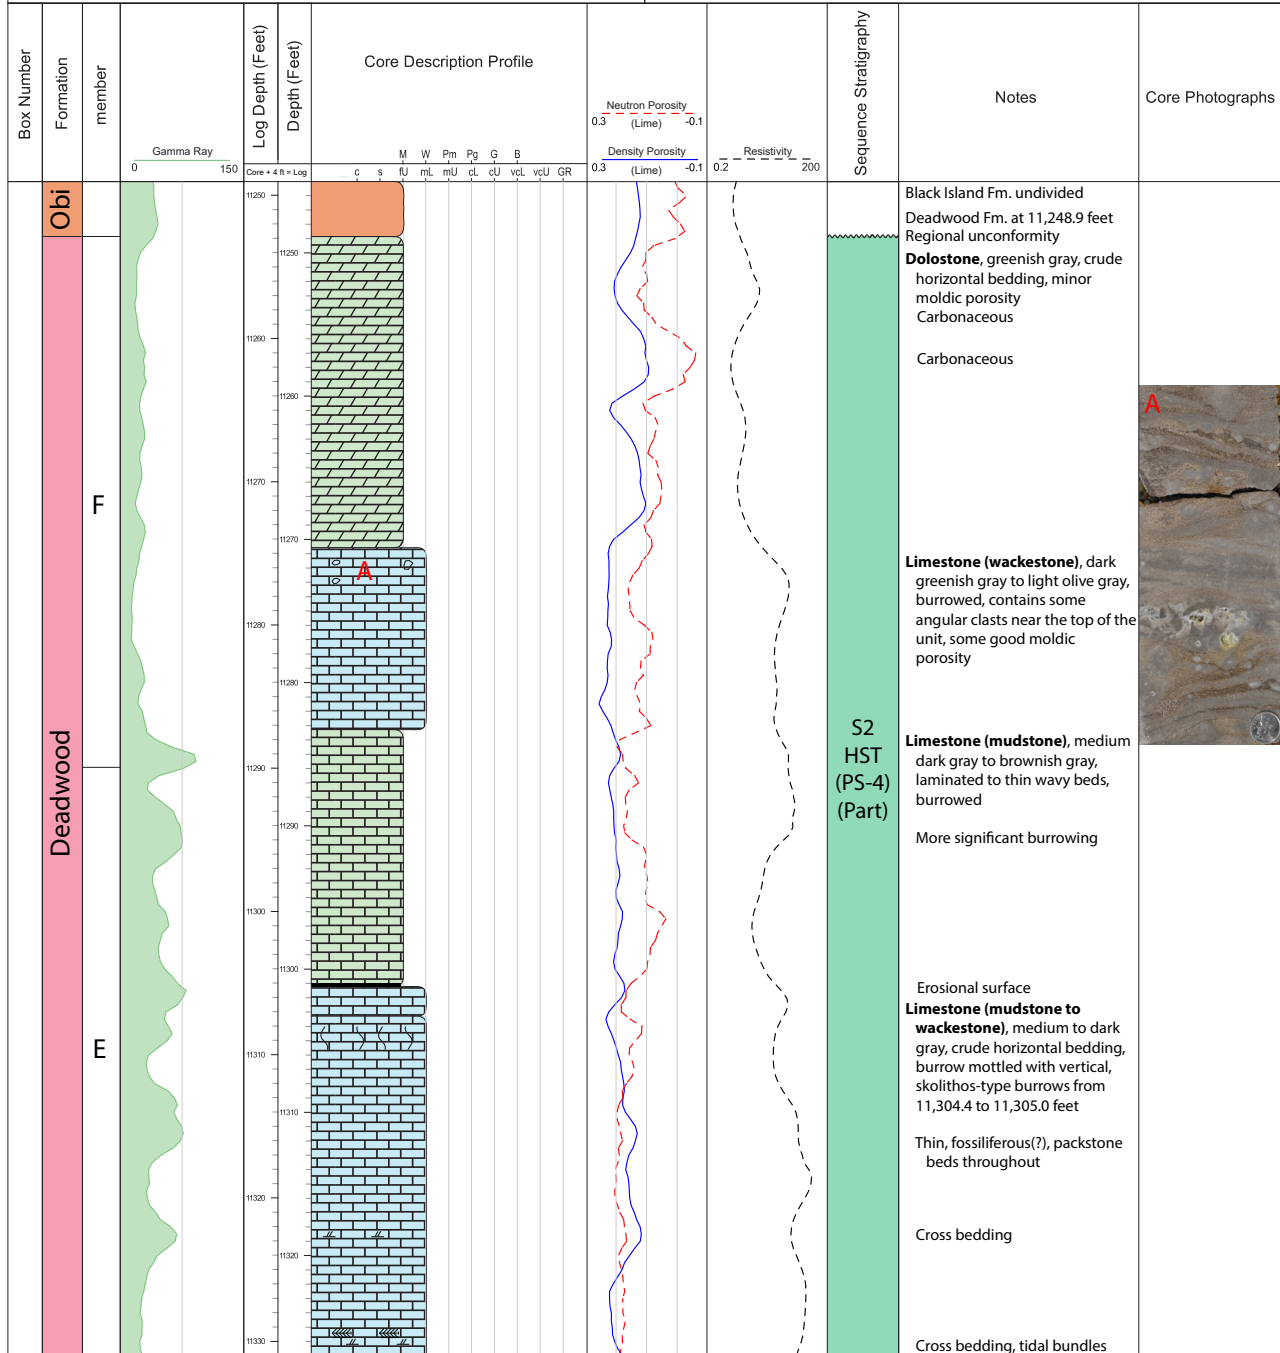 Box Number
Formation
member
Gamma Ray
0 150
Log Depth (Feet)
Depth (Feet)
Core + 4 ft = Log
Core Description Profile
M W Pm Pg G B
c s fU mL mU cL cU vcL vcU GR
Neutron Porosity
0.3 (Lime) -0.1
Density Porosity
0.3 (Lime) -0.1
Resistivity
0.2 200
Sequence Stratigraphy
Notes
Core Photographs
Obi
Deadwood
F
E
11250
11260
11270
11280
11290
11300
11310
11320
11330
11250
11260
11270
11280
11290
11300
11310
11320
A
S2
HST
(PS-4)
(Part)
Black Island Fm. undivided
Deadwood Fm. at 11,248.9 feet
Regional unconformity
Dolostone, greenish gray, crude
horizontal bedding, minor
moldic porosity
Carbonaceous
Carbonaceous
Limestone (wackestone), dark
greenish gray to light olive gray,
burrowed, contains some
angular clasts near the top of the
unit, some good moldic
porosity
Limestone (mudstone), medium
dark gray to brownish gray,
laminated to thin wavy beds,
burrowed
More significant burrowing
Erosional surface
Limestone (mudstone to
wackestone), medium to dark
gray, crude horizontal bedding,
burrow mottled with vertical,
skolithos-type burrows from
11,304.4 to 11,305.0 feet
Thin, fossiliferous(?), packstone
beds throughout
Cross bedding
Cross bedding, tidal bundles
A